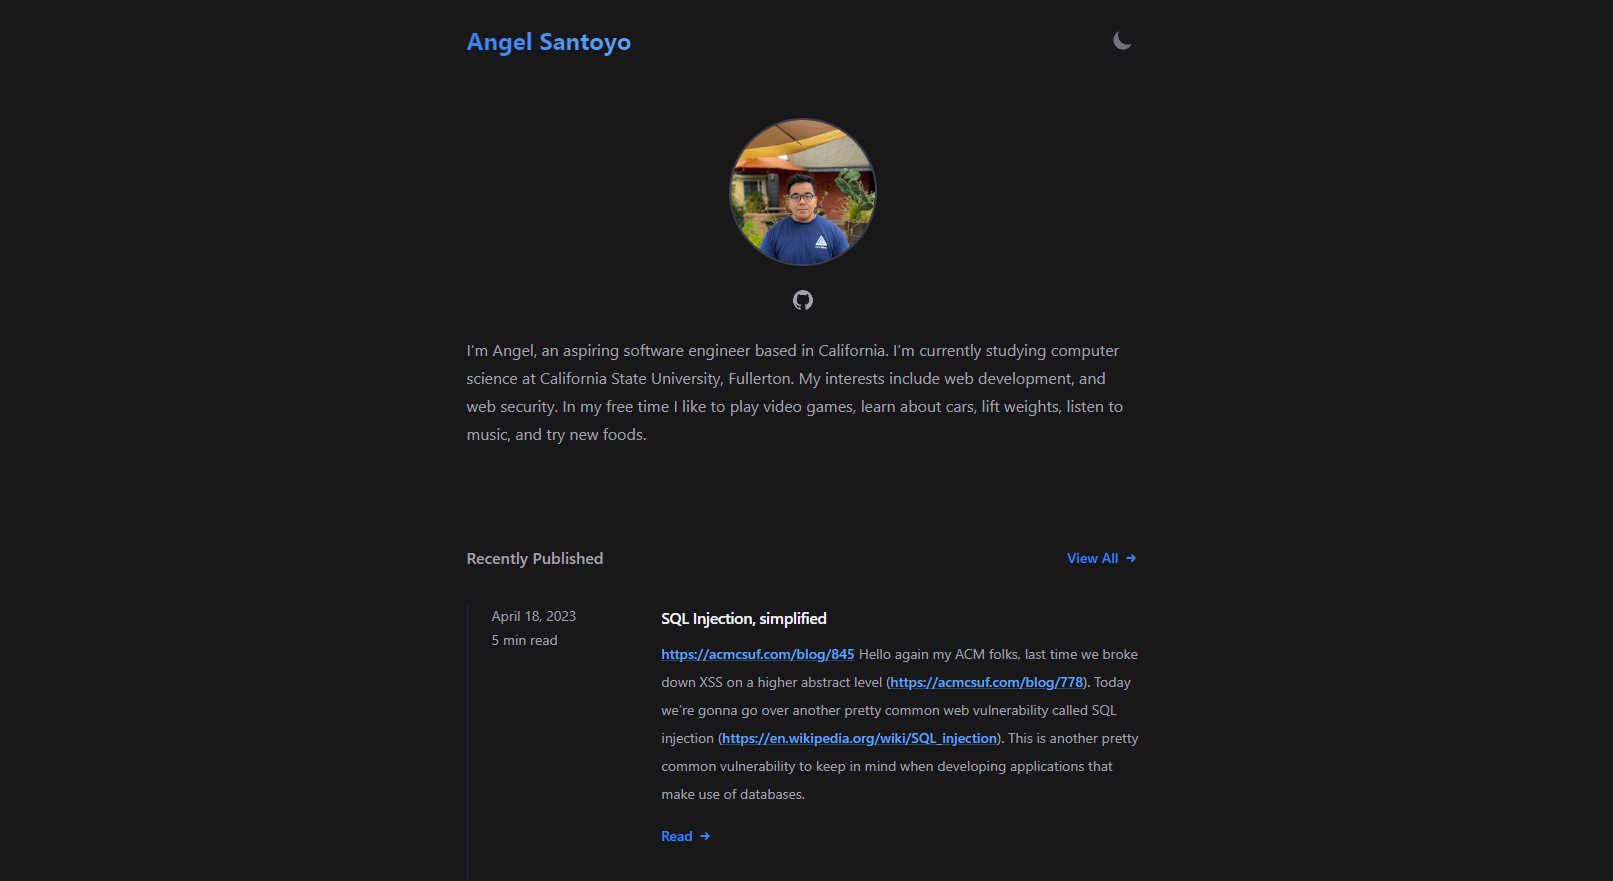 Angel Santoyo
I'm Angel, an aspiring software engineer based in California. I'm currently studying computer
science at California State University, Fullerton. My interests include web development, and
web security. In my free time I like to play video games, learn about cars, lift weights, listen to
music, and try new foods.
Recently Published
View All →
April 18, 2023
5 min read
SQL Injection, simplified
https://acmcsuf.com/blog/845 Hello again my ACM folks, last time we broke
down XSS on a higher abstract level (https://acmcsuf.com/blog/778). Today
we're gonna go over another pretty common web vulnerability called SQL
injection (https://en.wikipedia.org/wiki/SQL_injection). This is another pretty
common vulnerability to keep in mind when developing applications that
make use of databases.
Read →